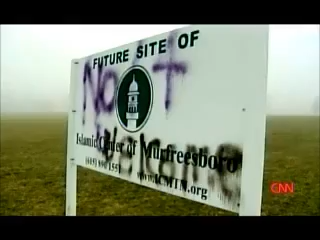 FUTURE SITE OF
Not
Welcome
Islamic Center of Murfreesboro
www.ICMTN.org
CNN